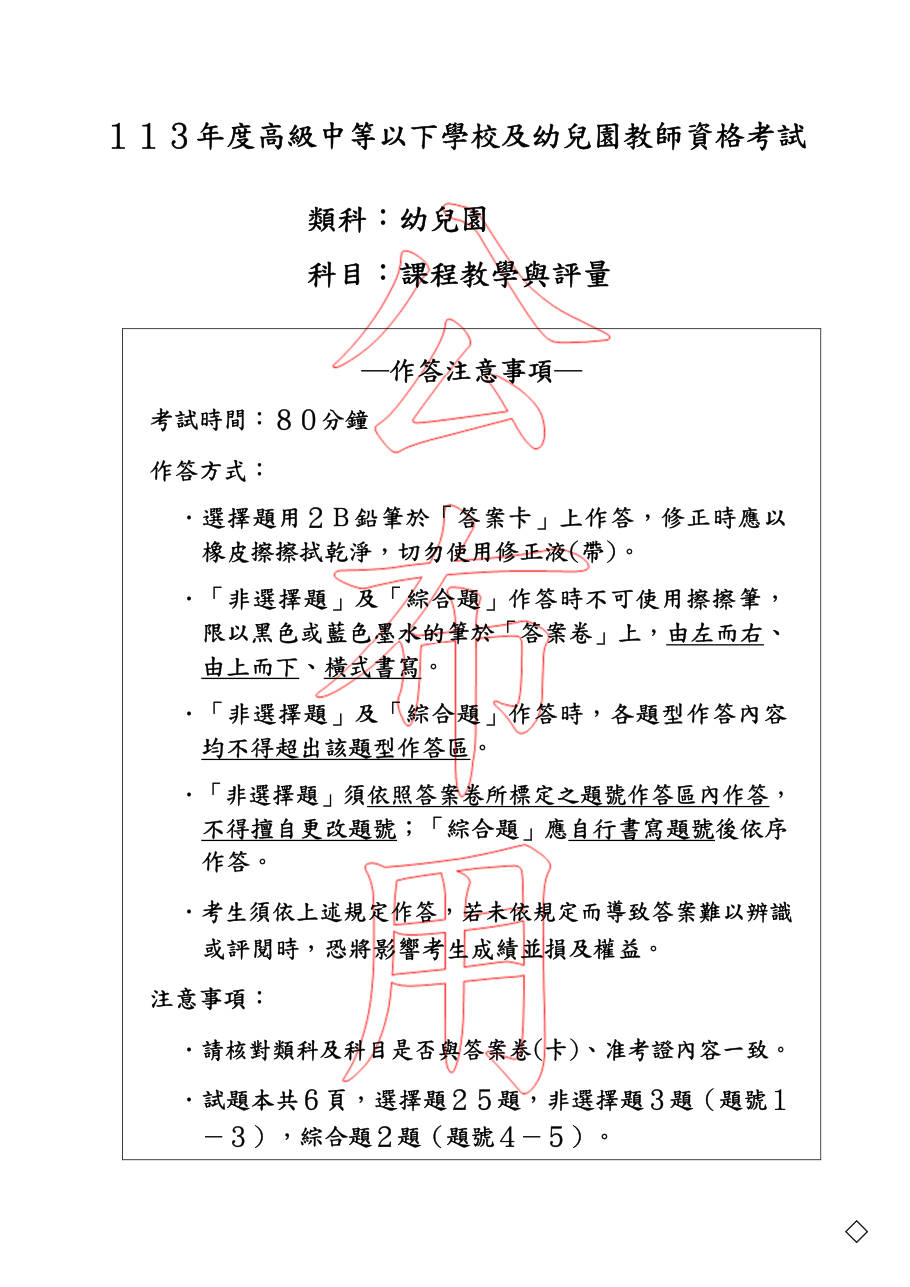 １１３年度高級中等以下學校及幼兒園教師資格考試
類科：幼兒園
科目：課程教學與評量
—作答注意事項—
考試時間：８０分鐘
作答方式：
．選擇題用２Ｂ鉛筆於「答案卡」上作答，修正時應以
橡皮擦擦拭乾淨，切勿使用修正液(帶)。
．「非選擇題」及「綜合題」作答時不可使用擦擦筆，
限以黑色或藍色墨水的筆於「答案卷」上，由左而右、
由上而下、橫式書寫。
．「非選擇題」及「綜合題」作答時，各題型作答內容
均不得超出該題型作答區。
．「非選擇題」須依照答案卷所標定之題號作答區內作答，
不得擅自更改題號；「綜合題」應自行書寫題號後依序
作答。
．考生須依上述規定作答，若未依規定而導致答案難以辨識
或評閱時，恐將影響考生成績並損及權益。
注意事項：
．請核對類科及科目是否與答案卷(卡)、准考證內容一致。
．試題本共６頁，選擇題２５題，非選擇題３題（題號１
－３），綜合題２題（題號４－５）。
公布用